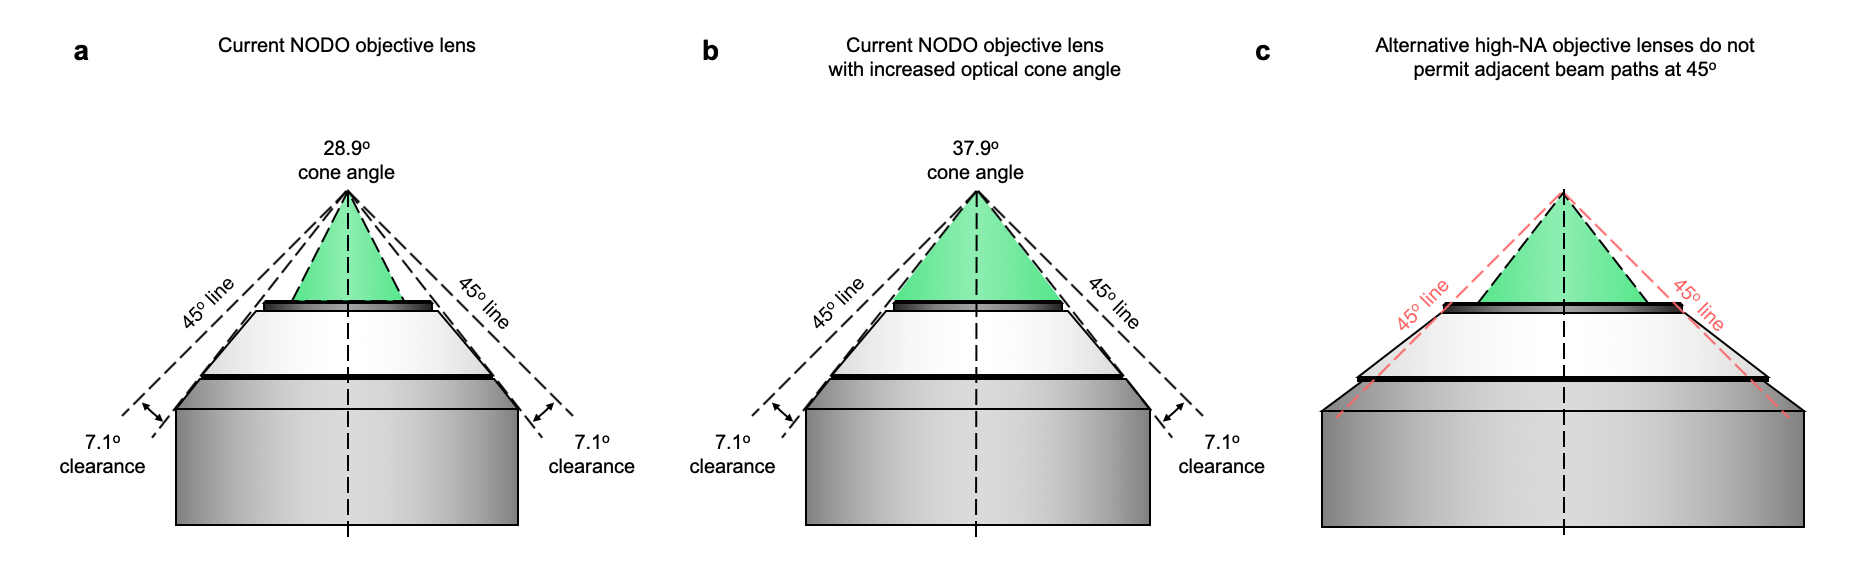 a
Current NODO objective lens
28.9º
cone angle
45º line
45º line
7.1º
clearance
7.1º
clearance
b
Current NODO objective lens
with increased optical cone angle
37.9º
cone angle
45º line
45º line
7.1º
clearance
7.1º
clearance
c
Alternative high-NA objective lenses do not
permit adjacent beam paths at 45º
45º line
45º line